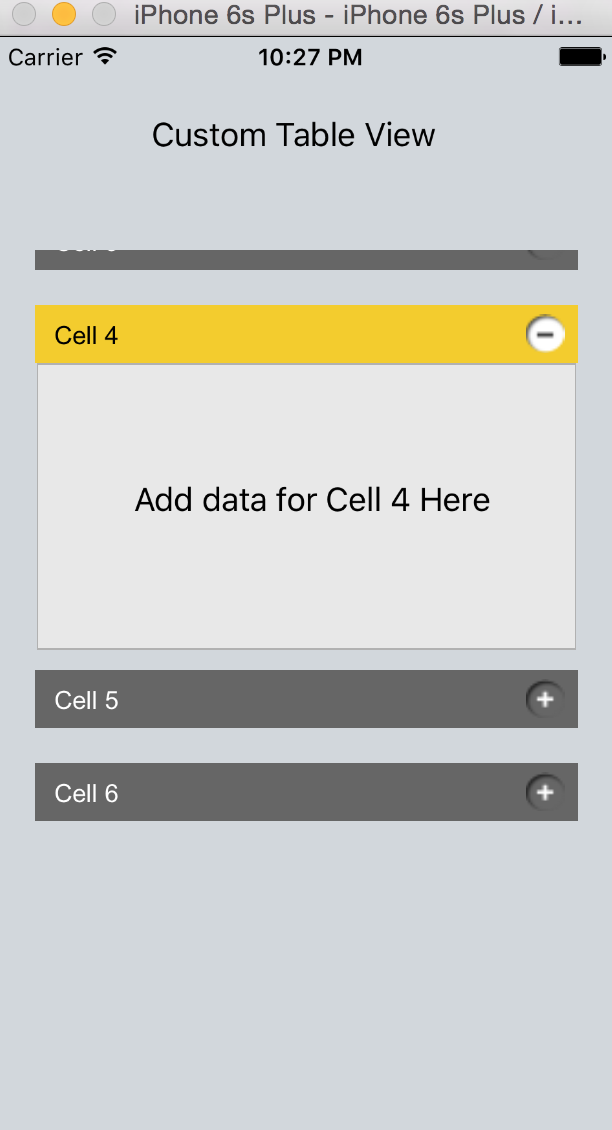 iPhone 6s Plus - iPhone 6s Plus / i...
Carrier 10:27 PM
Custom Table View
Cell 4
Add data for Cell 4 Here
Cell 5
Cell 6